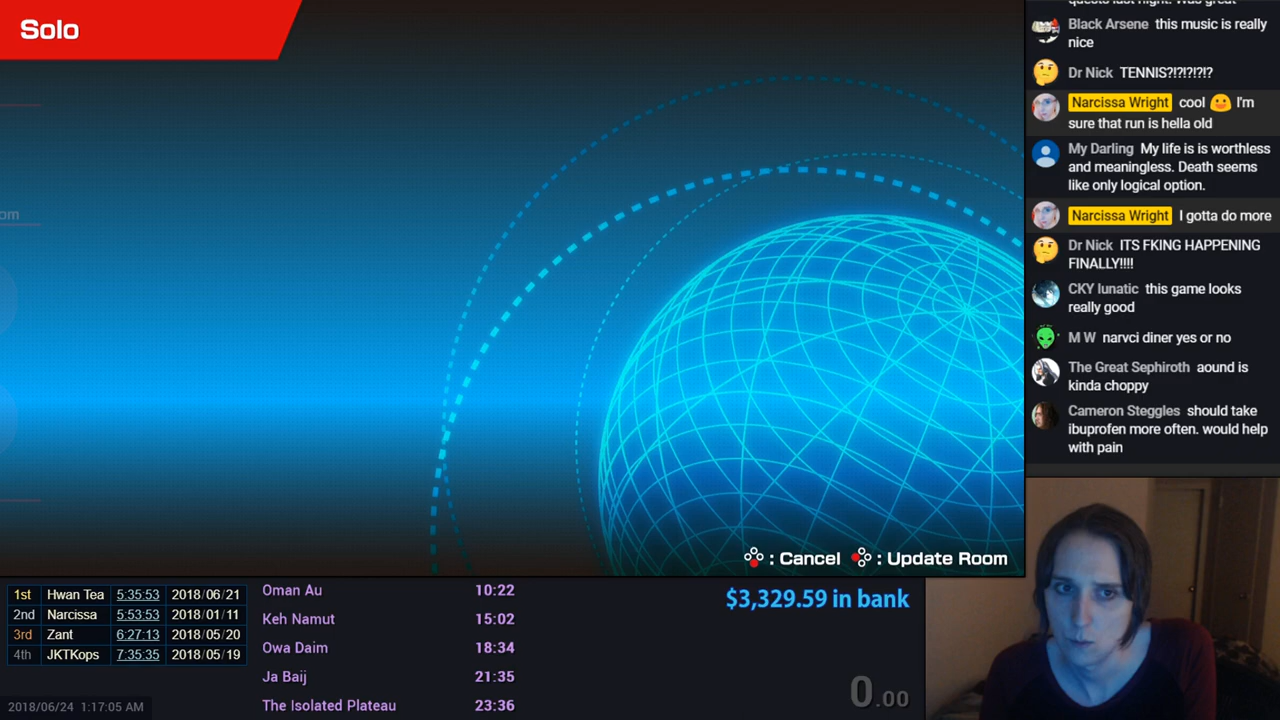 Solo
om
: Cancel : Update Room
Black Arsene this music is really
nice
Dr Nick TENNIS?!?!?!?!?
Narcissa Wright cool I'm
sure that run is hella old
My Darling My life is is worthless
and meaningless. Death seems
like only logical option.
Narcissa Wright I gotta do more
Dr Nick ITS FKING HAPPENING
FINALLY!!!!
CKY lunatic this game looks
really good
M W narvci diner yes or no
The Great Sephiroth aound is
kinda choppy
Cameron Steggles should take
ibuprofen more often. would help
with pain
1st Hwan Tea 5:35:53 2018/06/21
2nd Narcissa 5:53:53 2018/01/11
3rd Zant 6:27:13 2018/05/20
4th JKTKops 7:35:35 2018/05/19
2018/06/24 1:17:05 AM
Oman Au 10:22
Keh Namut 15:02
Owa Daim 18:34
Ja Baij 21:35
The Isolated Plateau 23:36
$3,329.59 in bank
0.00